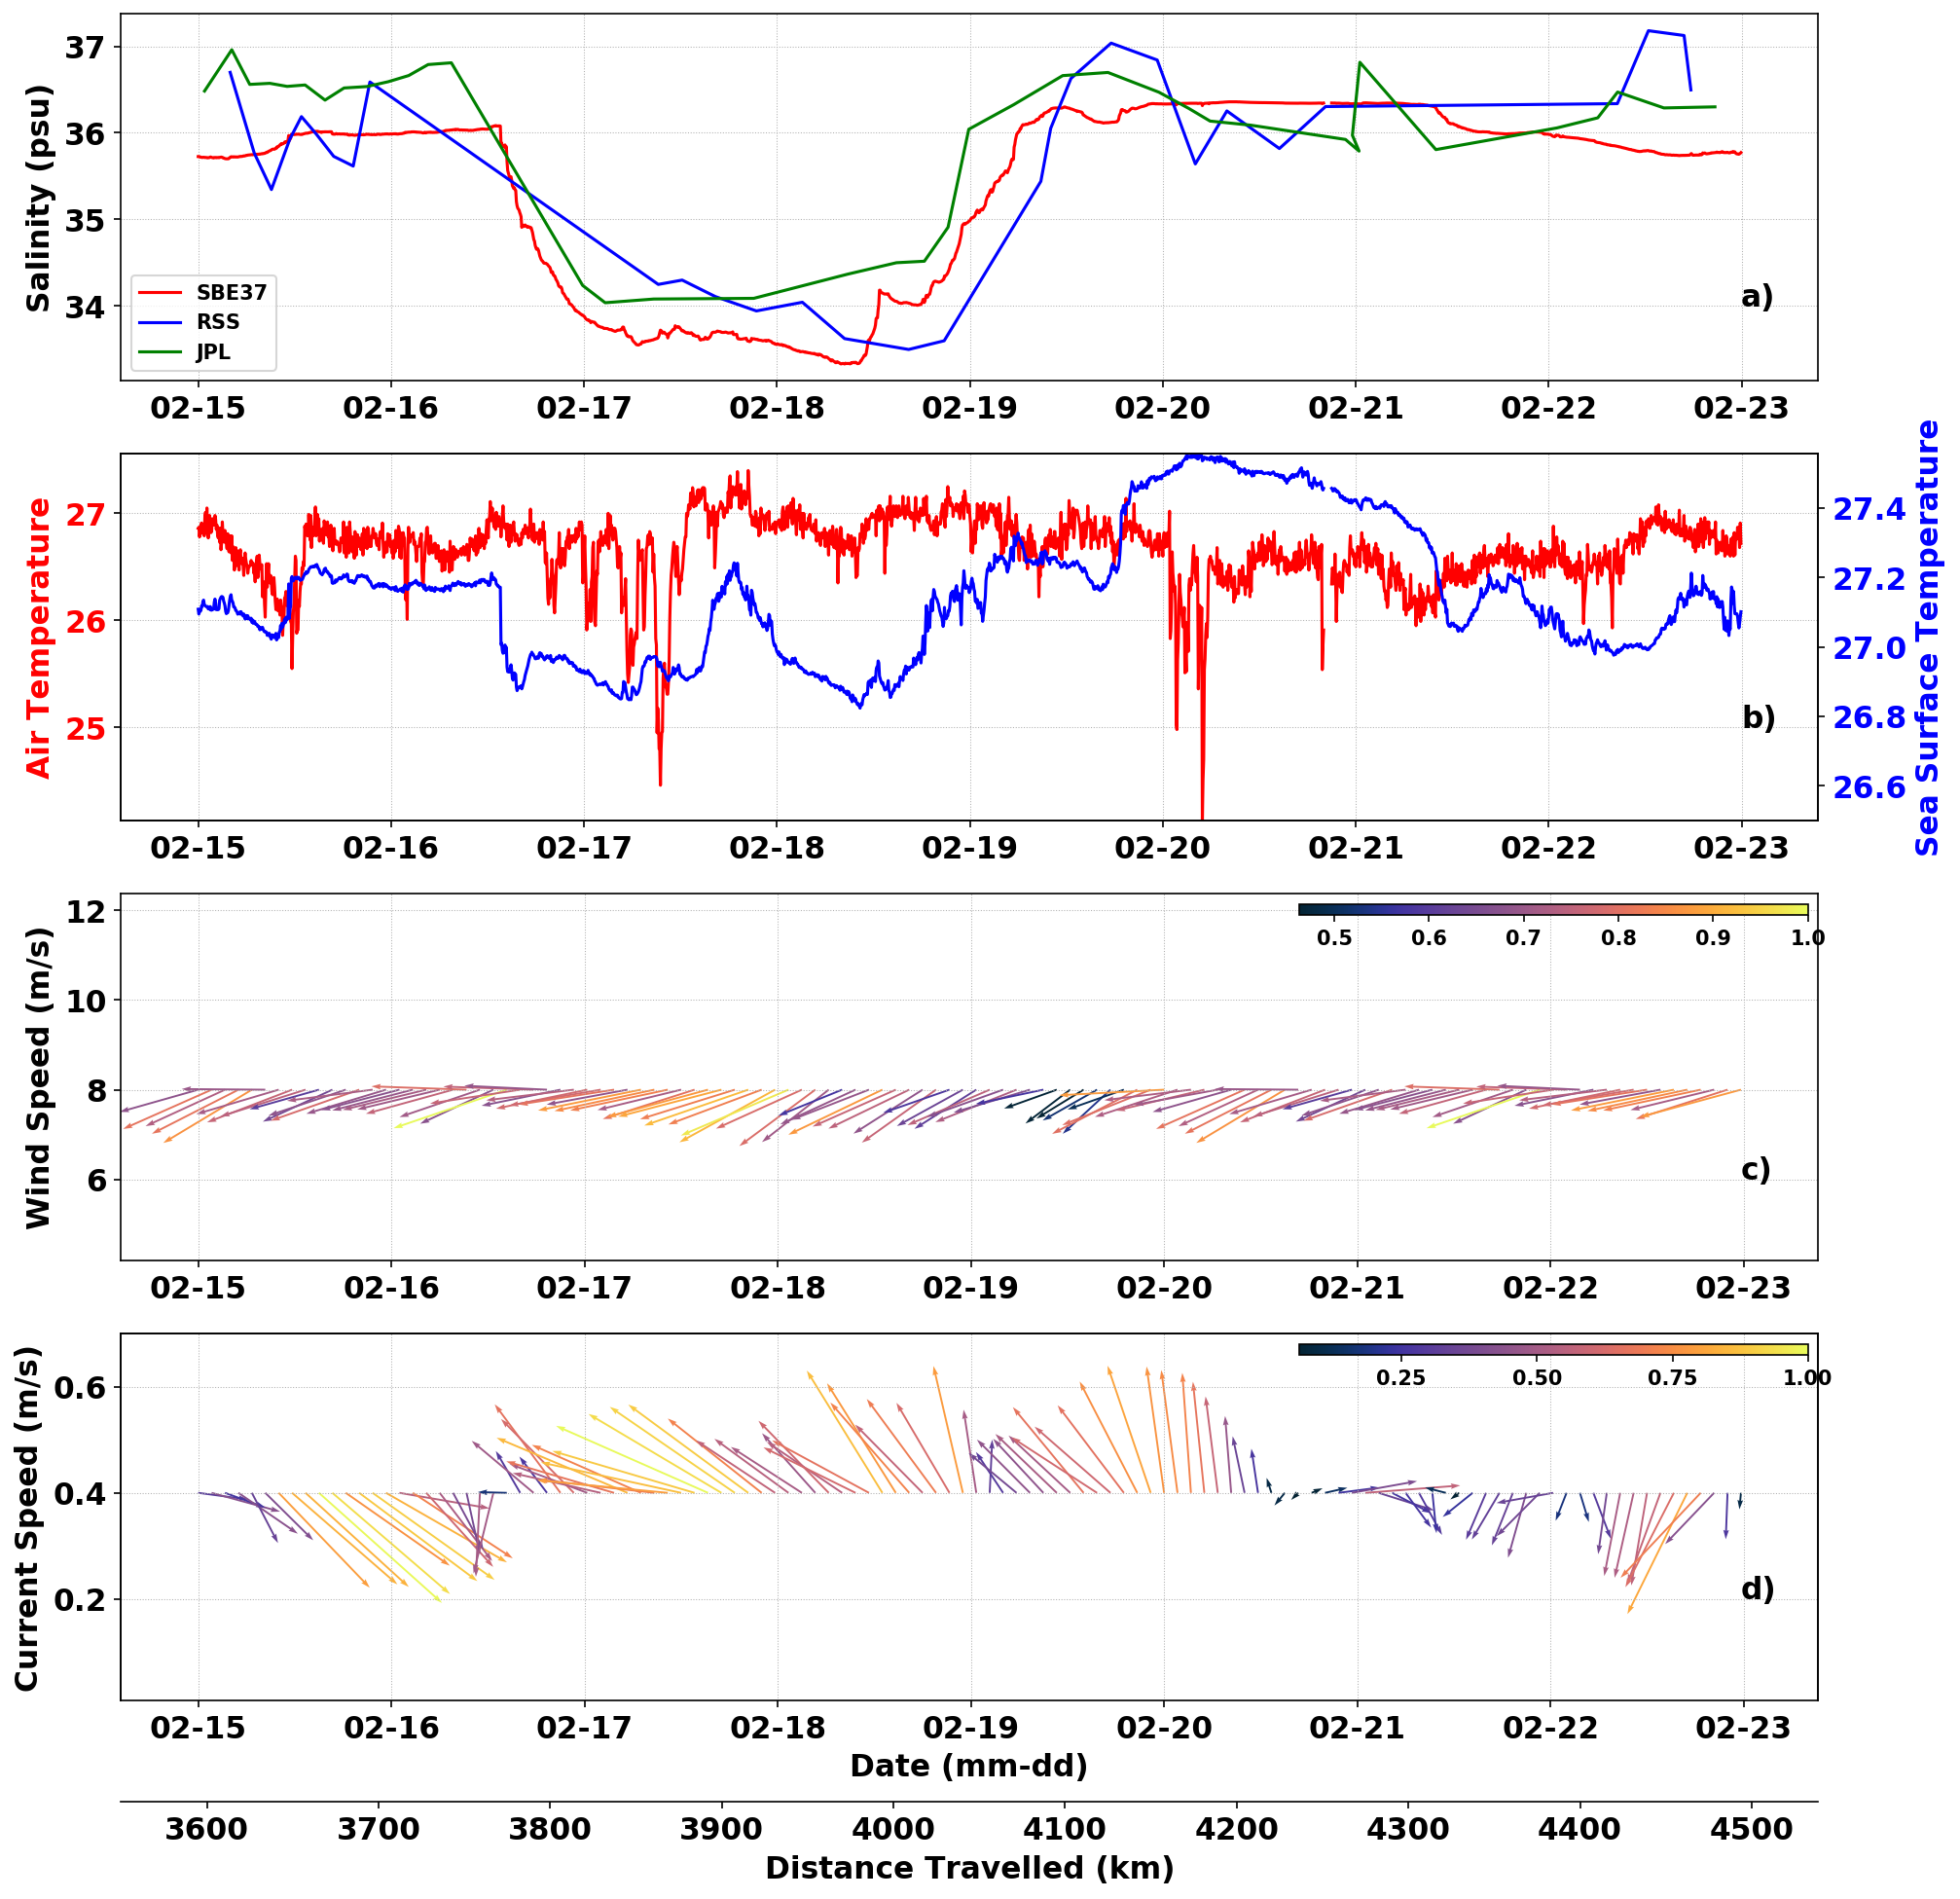 Salinity (psu)
37
36
35
34
SBE37
RSS
JPL
a)
02-15 02-16 02-17 02-18 02-19 02-20 02-21 02-22 02-23
Air Temperature
27
26
25
Sea Surface Temperature
27.4
27.2
27.0
26.8
26.6
b)
02-15 02-16 02-17 02-18 02-19 02-20 02-21 02-22 02-23
Wind Speed (m/s)
12
10
8
6
0.5 0.6 0.7 0.8 0.9 1.0
c)
02-15 02-16 02-17 02-18 02-19 02-20 02-21 02-22 02-23
Current Speed (m/s)
0.6
0.4
0.2
0.25 0.50 0.75 1.00
d)
02-15 02-16 02-17 02-18 02-19 02-20 02-21 02-22 02-23
Date (mm-dd)
3600 3700 3800 3900 4000 4100 4200 4300 4400 4500
Distance Travelled (km)